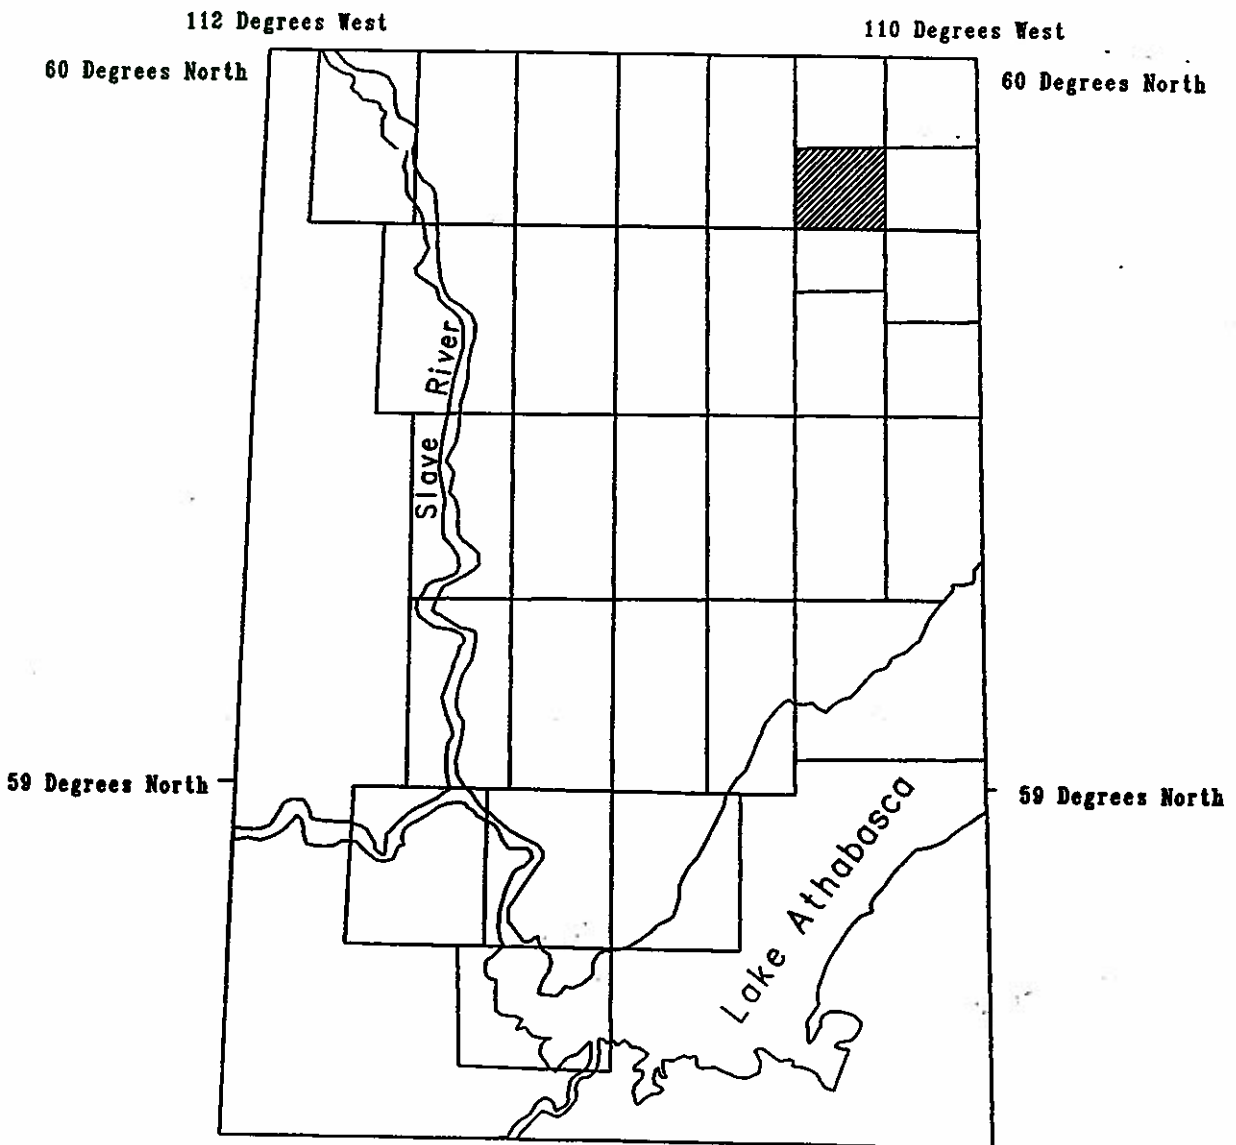 112 Degrees West
110 Degrees West
60 Degrees North
60 Degrees North
Slave River
59 Degrees North
59 Degrees North
Lake Athabasca